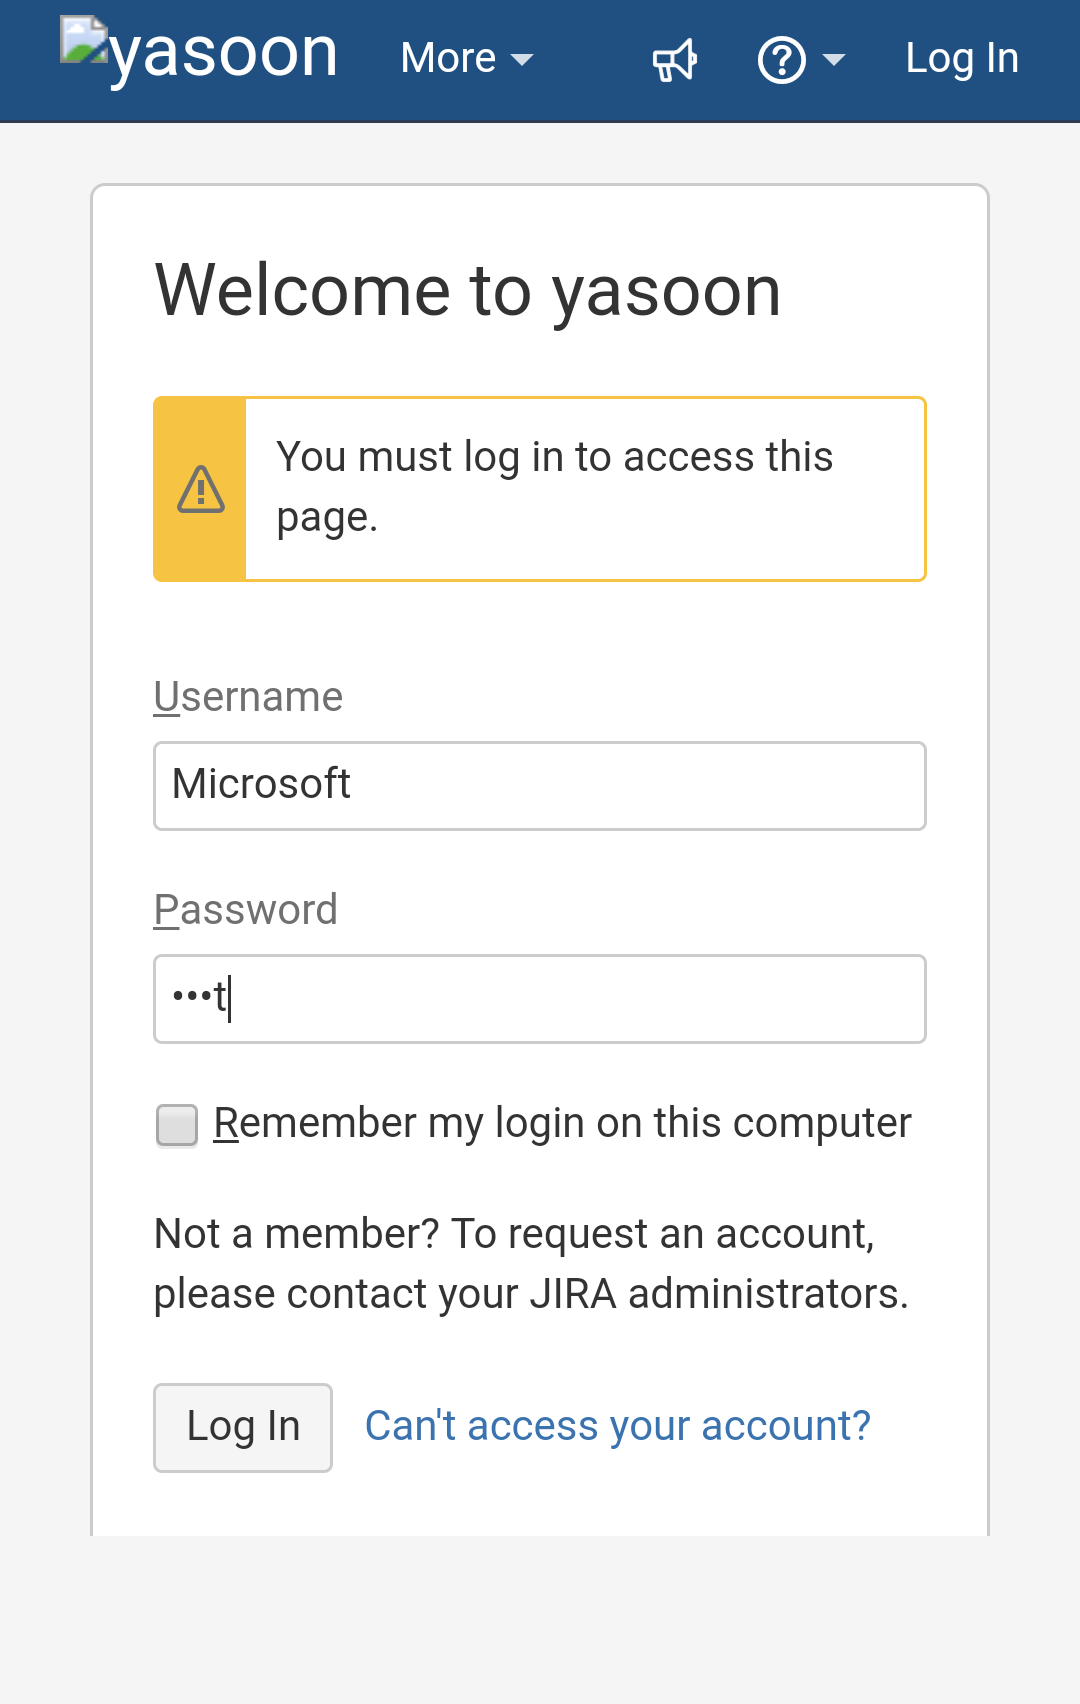 yasoon More Log In
Welcome to yasoon
You must log in to access this
page.
Username
Microsoft
Password
•••t
Remember my login on this computer
Not a member? To request an account,
please contact your JIRA administrators.
Log In Can't access your account?